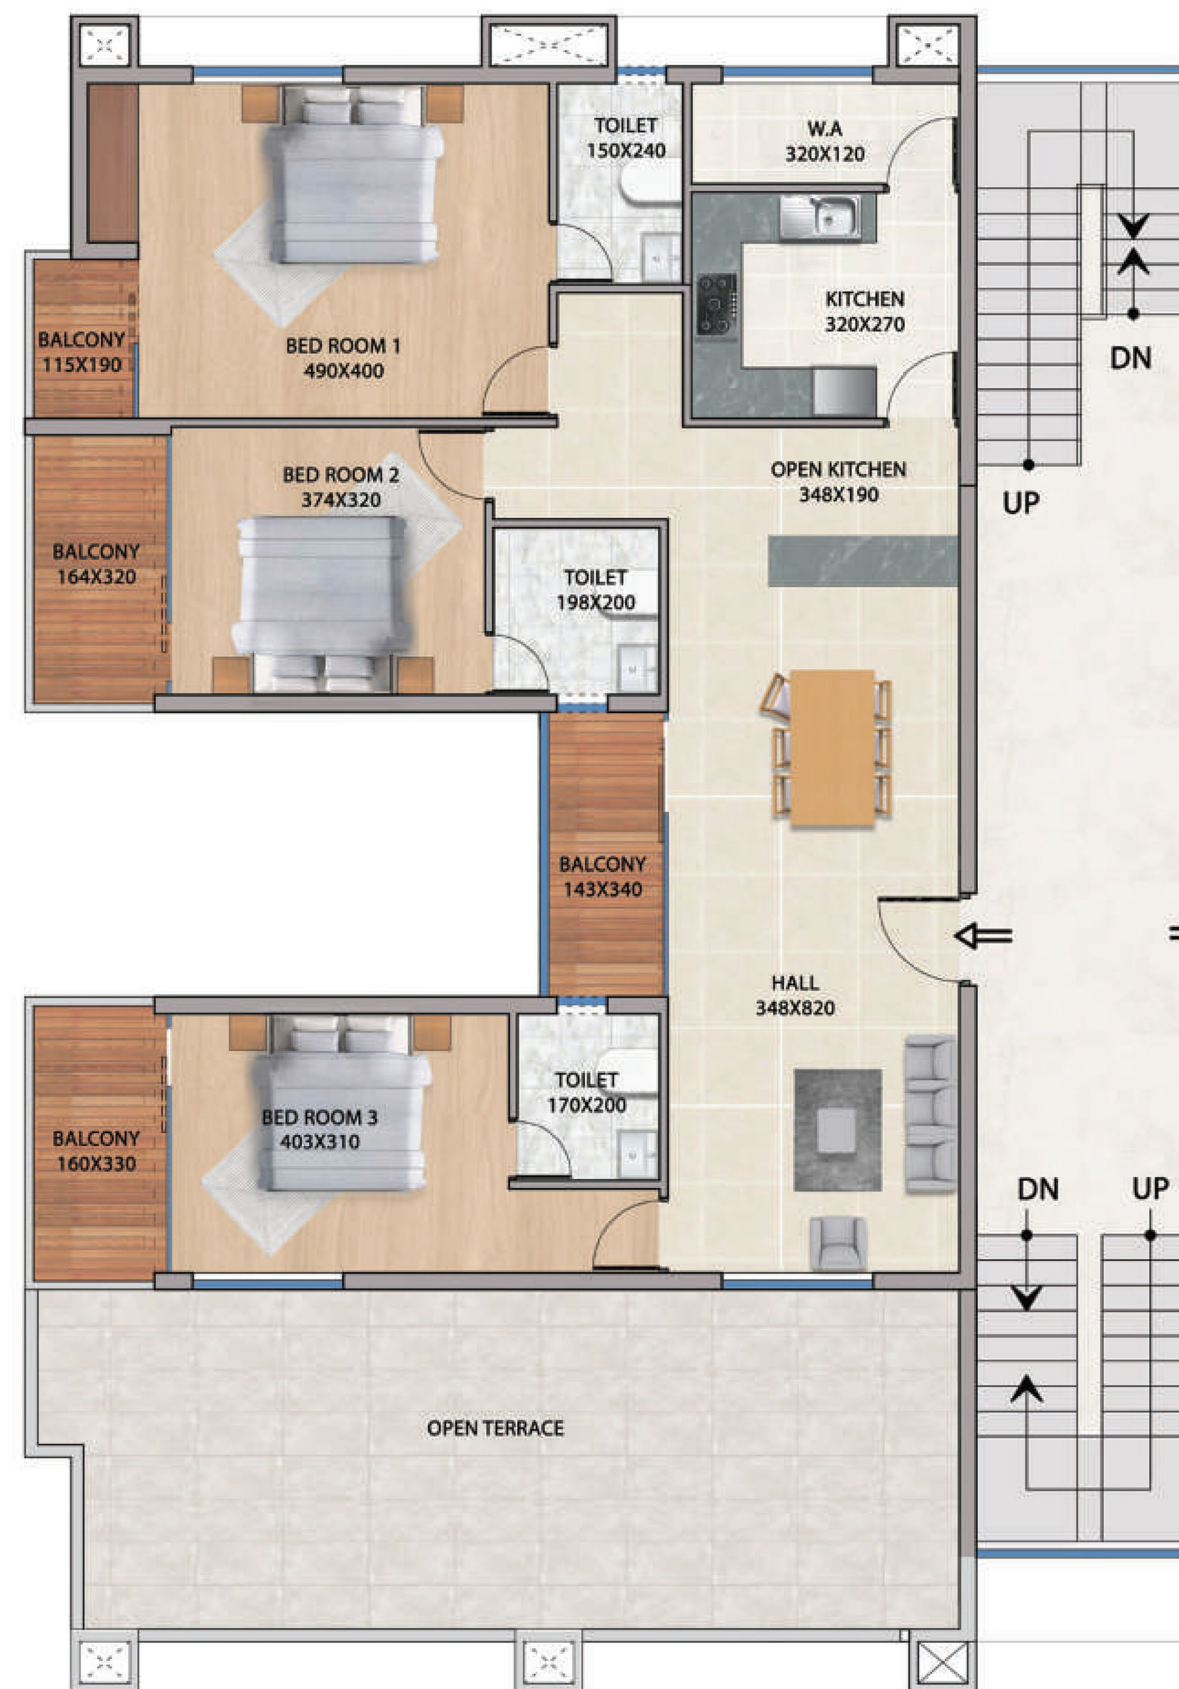 TOILET
150X240
W.A
320X120
BALCONY
115X190
BED ROOM 1
490X400
KITCHEN
320X270
DN
BED ROOM 2
374X320
OPEN KITCHEN
348X190
UP
BALCONY
164X320
TOILET
198X200
BALCONY
143X340
HALL
348X820
TOILET
170X200
BED ROOM 3
403X310
BALCONY
160X330
DN
UP
OPEN TERRACE